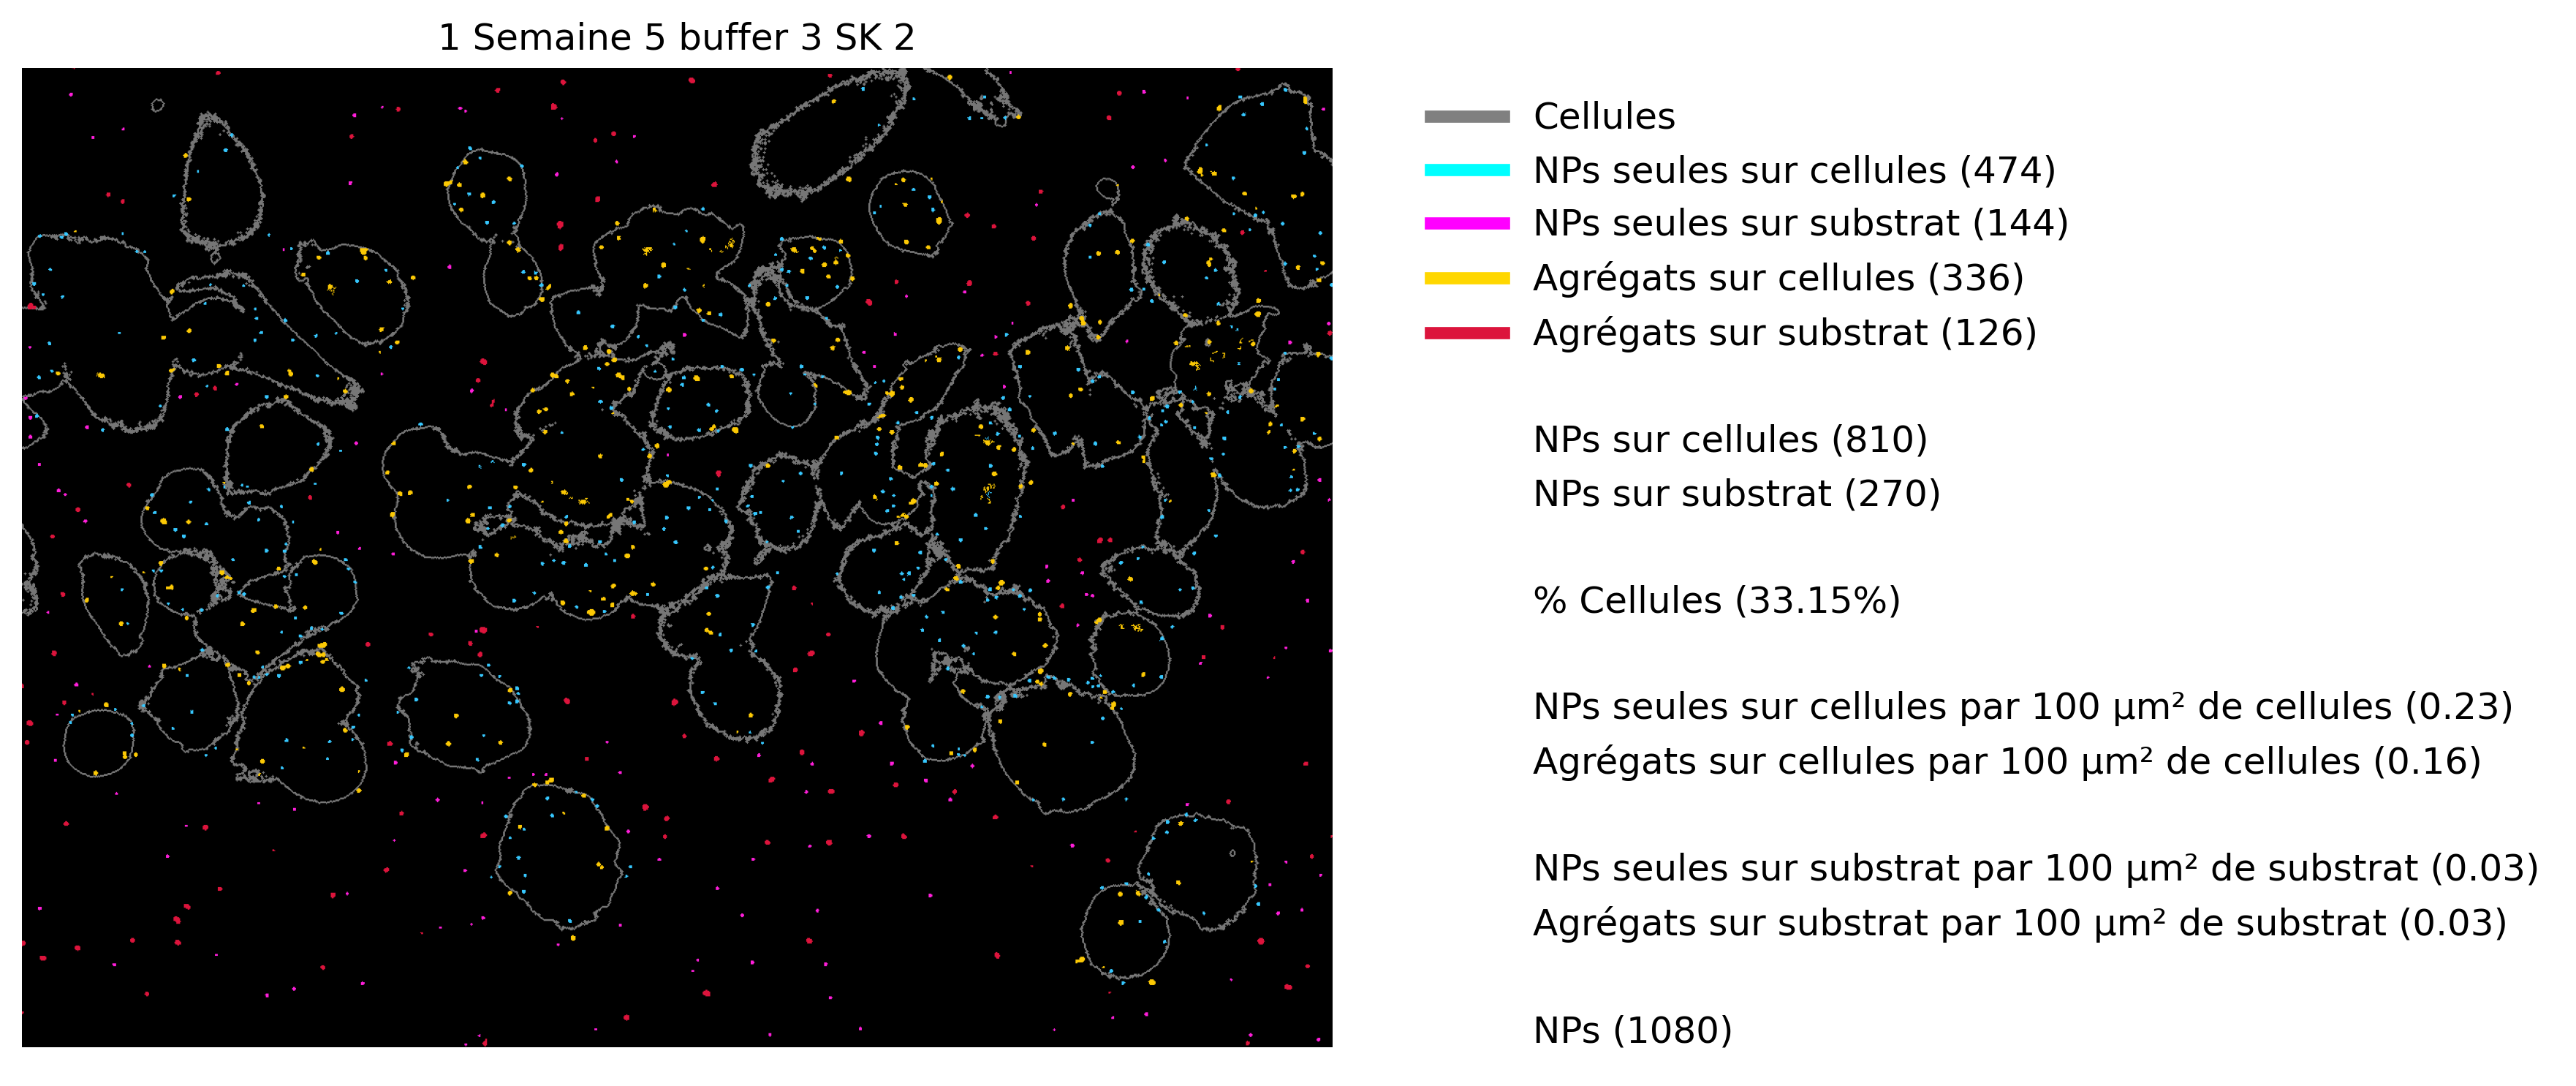 1 Semaine 5 buffer 3 SK 2
Cellules
NPs seules sur cellules (474)
NPs seules sur substrat (144)
Agrégats sur cellules (336)
Agrégats sur substrat (126)
NPs sur cellules (810)
NPs sur substrat (270)
% Cellules (33.15%)
NPs seules sur cellules par 100 µm² de cellules (0.23)
Agrégats sur cellules par 100 µm² de cellules (0.16)
NPs seules sur substrat par 100 µm² de substrat (0.03)
Agrégats sur substrat par 100 µm² de substrat (0.03)
NPs (1080)